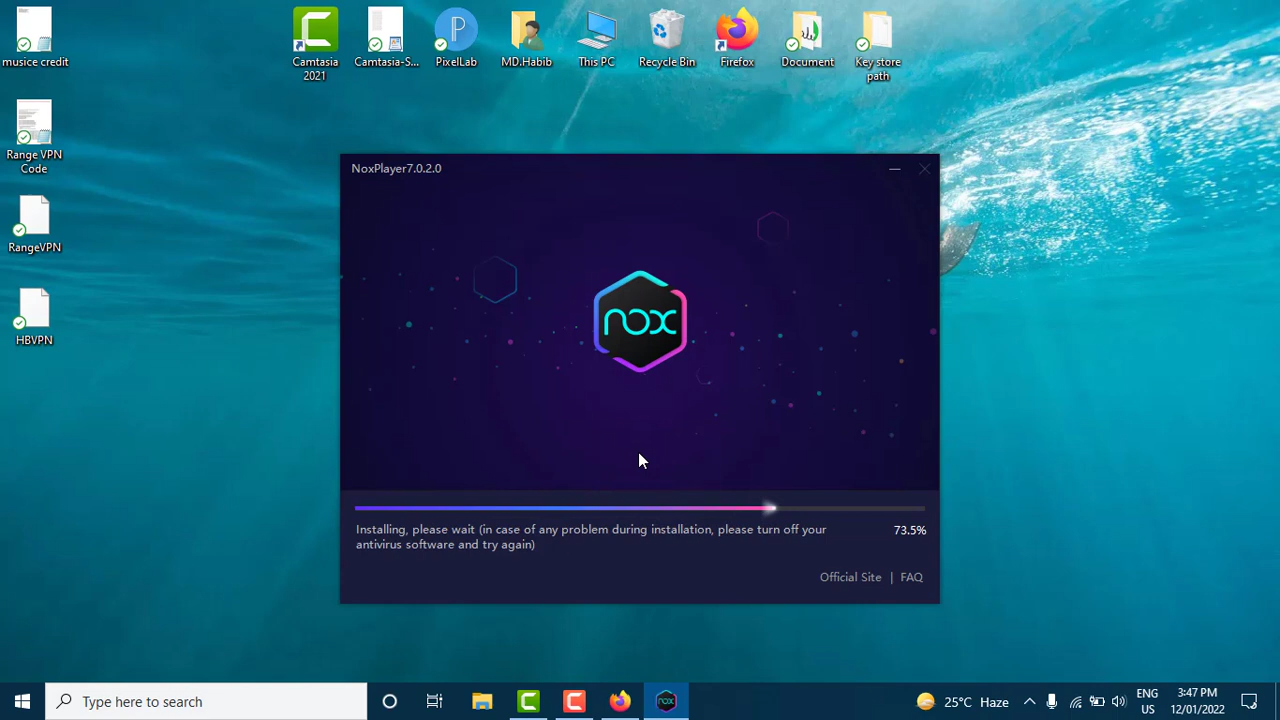 musice credit
Camtasia
2021
Camtasia-S...
PixelLab
MD.Habib
This PC
Recycle Bin
Firefox
Document
Key store
path
Range VPN
Code
RangeVPN
HBVPN
NoxPlayer7.0.2.0
nox
Installing, please wait (in case of any problem during installation, please turn off your
antivirus software and try again)
73.5%
Official Site | FAQ
Type here to search
25°C Haze
ENG
US
3:47 PM
12/01/2022